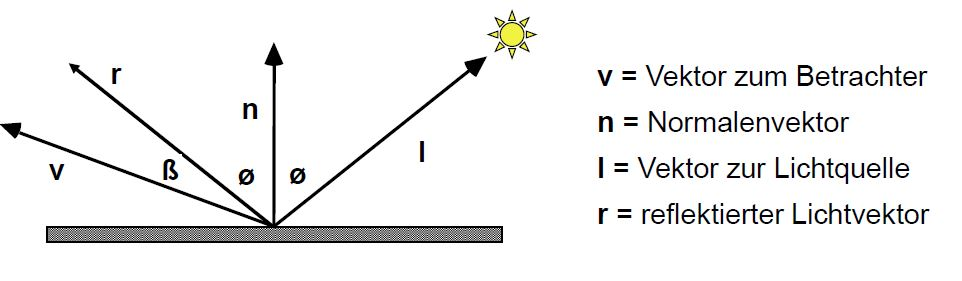 r
n
v
ß
ø
ø
l
v = Vektor zum Betrachter
n = Normalenvektor
l = Vektor zur Lichtquelle
r = reflektierter Lichtvektor